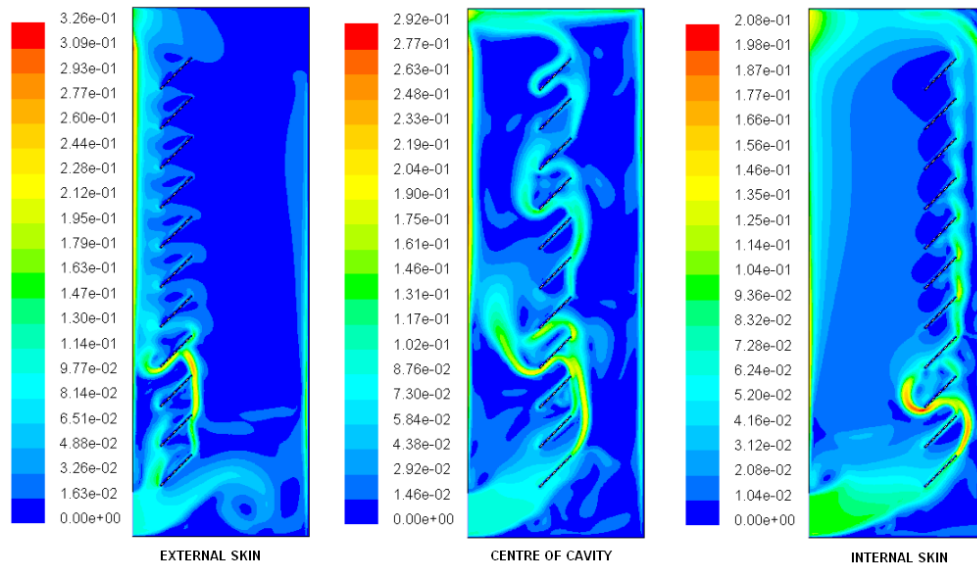 3.26e-01
3.09e-01
2.93e-01
2.77e-01
2.60e-01
2.44e-01
2.28e-01
2.12e-01
1.95e-01
1.79e-01
1.63e-01
1.47e-01
1.30e-01
1.14e-01
9.77e-02
8.14e-02
6.51e-02
4.88e-02
3.26e-02
1.63e-02
0.00e+00
EXTERNAL SKIN
2.92e-01
2.77e-01
2.63e-01
2.48e-01
2.33e-01
2.19e-01
2.04e-01
1.90e-01
1.75e-01
1.61e-01
1.46e-01
1.31e-01
1.17e-01
1.02e-01
8.76e-02
7.30e-02
5.84e-02
4.38e-02
2.92e-02
1.46e-02
0.00e+00
CENTRE OF CAVITY
2.08e-01
1.98e-01
1.87e-01
1.77e-01
1.66e-01
1.56e-01
1.46e-01
1.35e-01
1.25e-01
1.14e-01
1.04e-01
9.36e-02
8.32e-02
7.28e-02
6.24e-02
5.20e-02
4.16e-02
3.12e-02
2.08e-02
1.04e-02
0.00e+00
INTERNAL SKIN